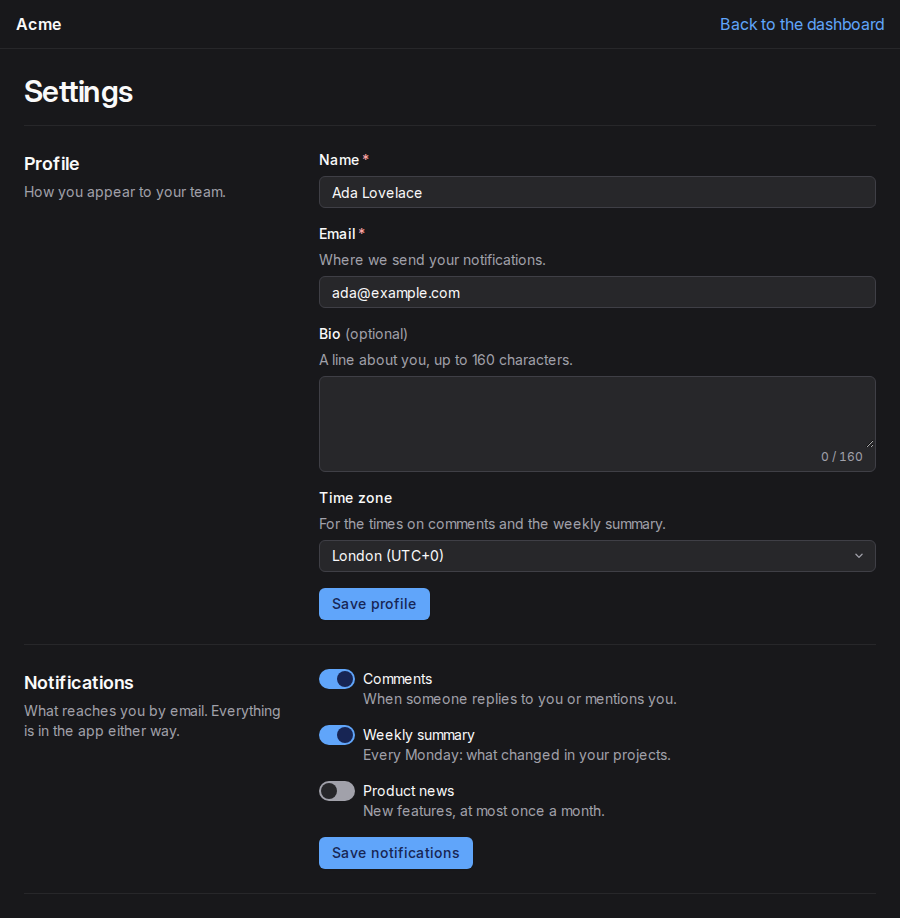 Acme
Back to the dashboard
Settings
Profile
How you appear to your team.
Name *
Ada Lovelace
Email *
Where we send your notifications.
ada@example.com
Bio (optional)
A line about you, up to 160 characters.
0 / 160
Time zone
For the times on comments and the weekly summary.
London (UTC+0)
Save profile
Notifications
What reaches you by email. Everything
is in the app either way.
Comments
When someone replies to you or mentions you.
Weekly summary
Every Monday: what changed in your projects.
Product news
New features, at most once a month.
Save notifications